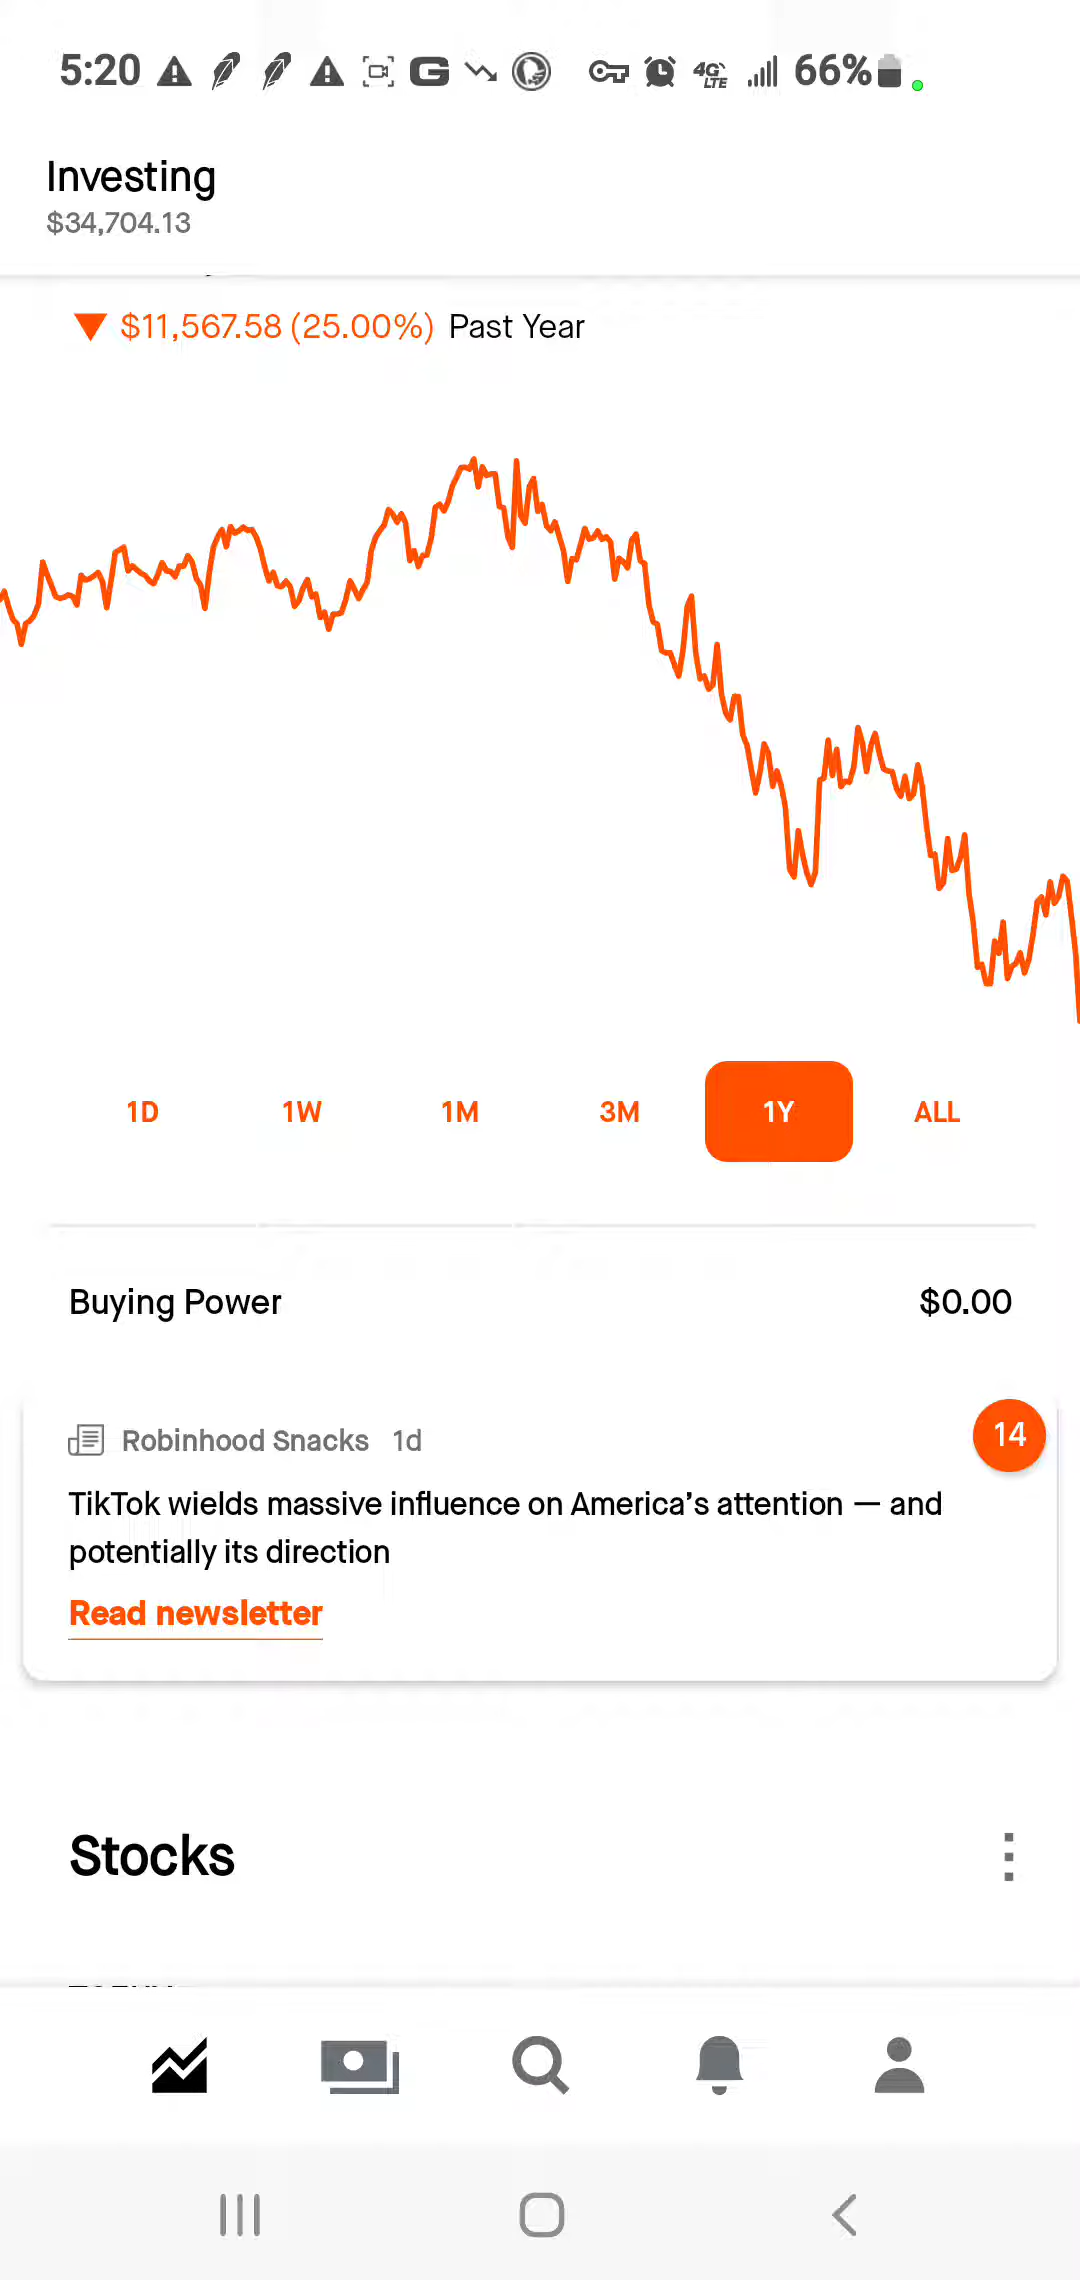 5:20 66%
4G LTE
Investing
$34,704.13
$11,567.58 (25.00%) Past Year
1D 1W 1M 3M 1Y ALL
Buying Power $0.00
Robinhood Snacks 1d
14
TikTok wields massive influence on America’s attention — and
potentially its direction
Read newsletter
Stocks